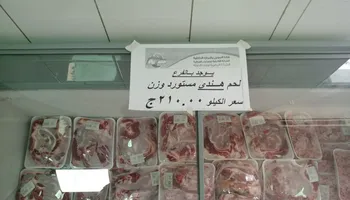 يوجد بالفرع
لحم هندي مستورد وزن
سعر الكيلو ٢١٠.٠٠ ج